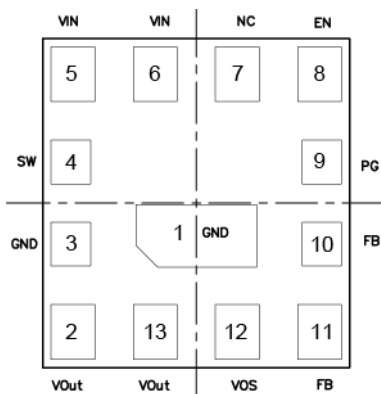 VIN VIN NC EN
5 6 7 8
SW 4 9 PG
GND 3 1 GND 10 FB
2 13 12 11
VOut VOut VOS FB